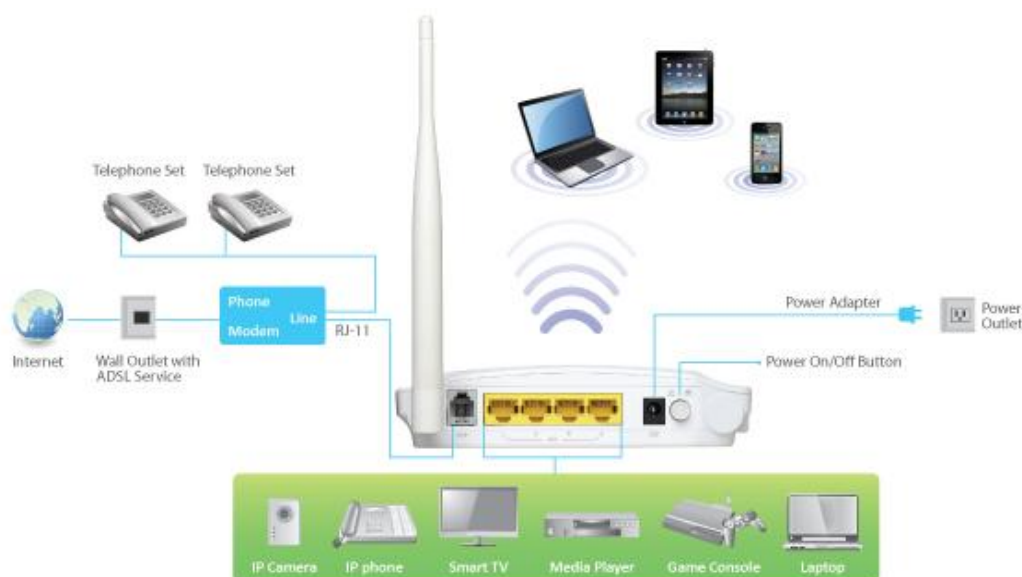 Telephone Set
Telephone Set
Phone
Modem
Line
RJ-11
Internet
Wall Outlet with
ADSL Service
Power Adapter
Power
Outlet
Power On/Off Button
IP Camera
IP phone
Smart TV
Media Player
Game Console
Laptop